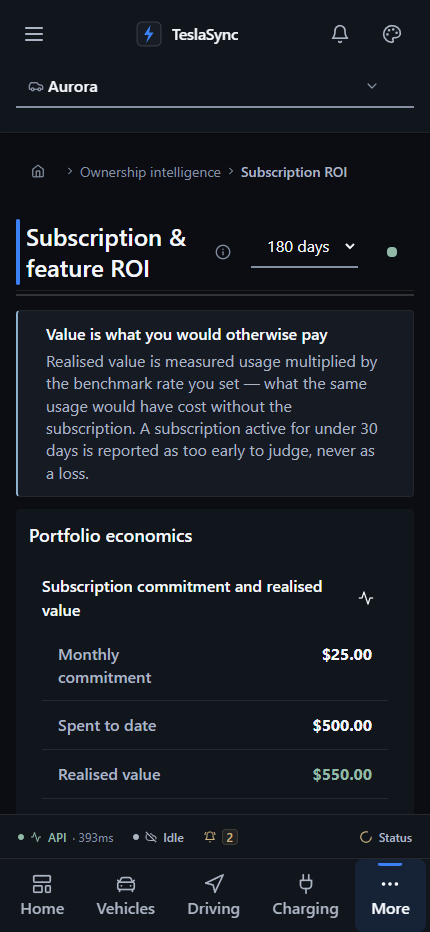 TeslaSync
Aurora
Ownership intelligence
Subscription ROI
Subscription &
feature ROI
180 days
Value is what you would otherwise pay
Realised value is measured usage multiplied by
the benchmark rate you set — what the same
usage would have cost without the
subscription. A subscription active for under 30
days is reported as too early to judge, never as
a loss.
Portfolio economics
Subscription commitment and realised
value
Monthly
commitment
$25.00
Spent to date
$500.00
Realised value
$550.00
API · 393ms
Idle
2
Status
Home
Vehicles
Driving
Charging
More